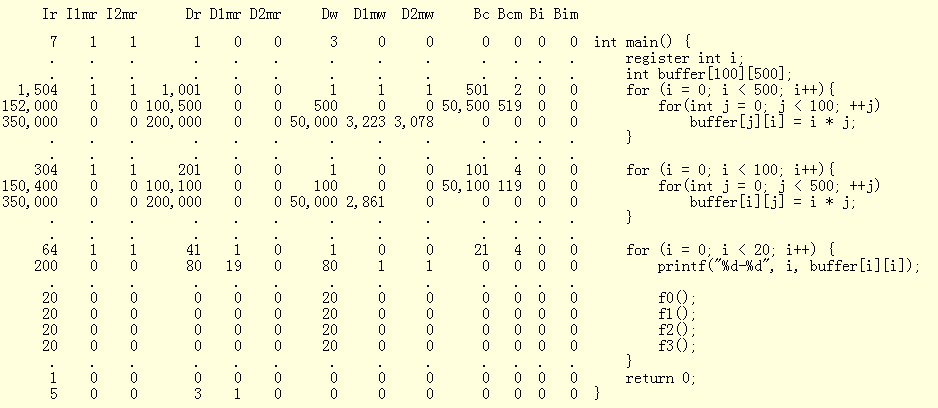 Ir I1mr I2mr Dr D1mr D2mr Dw D1mw D2mw Bc Bcm Bi Bim
7 1 1 1 0 0 3 0 0 0 0 0 0 int main() {
. . . . . . . . . . . . . register int i;
. . . . . . . . . . . . . int buffer[100][500];
1,504 1 1 1,001 0 0 1 1 1 501 2 0 0 for (i = 0; i < 500; i++){
152,000 0 0 100,500 0 0 500 0 0 50,500 519 0 0 for(int j = 0; j < 100; ++j)
350,000 0 0 200,000 0 0 50,000 3,223 3,078 0 0 0 0 buffer[j][i] = i * j;
. . . . . . . . . . . . . }
. . . . . . . . . . . . .
304 1 1 201 0 0 1 0 0 101 4 0 0 for (i = 0; i < 100; i++){
150,400 0 0 100,100 0 0 100 0 0 50,100 119 0 0 for(int j = 0; j < 500; ++j)
350,000 0 0 200,000 0 0 50,000 2,861 0 0 0 0 0 buffer[i][j] = i * j;
. . . . . . . . . . . . . }
. . . . . . . . . . . . .
64 1 1 41 1 0 1 0 0 21 4 0 0 for (i = 0; i < 20; i++) {
200 0 0 80 19 0 80 1 1 0 0 0 0 printf("%d-%d", i, buffer[i][i]);
. . . . . . . . . . . . .
20 0 0 0 0 0 20 0 0 0 0 0 0 f0();
20 0 0 0 0 0 20 0 0 0 0 0 0 f1();
20 0 0 0 0 0 20 0 0 0 0 0 0 f2();
20 0 0 0 0 0 20 0 0 0 0 0 0 f3();
. . . . . . . . . . . . . }
1 0 0 0 0 0 0 0 0 0 0 0 0 return 0;
5 0 0 3 1 0 0 0 0 0 0 0 0 }